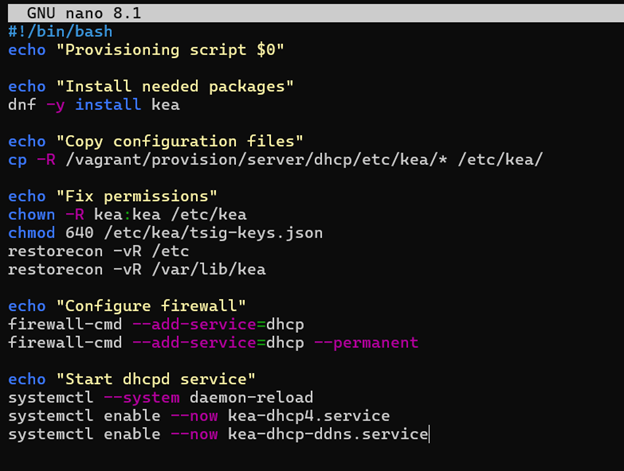 GNU nano 8.1
#!/bin/bash
echo "Provisioning script $0"
echo "Install needed packages"
dnf -y install kea
echo "Copy configuration files"
cp -R /vagrant/provision/server/dhcp/etc/kea/* /etc/kea/
echo "Fix permissions"
chown -R kea:kea /etc/kea
chmod 640 /etc/kea/tsig-keys.json
restorecon -vR /etc
restorecon -vR /var/lib/kea
echo "Configure firewall"
firewall-cmd --add-service=dhcp
firewall-cmd --add-service=dhcp --permanent
echo "Start dhcpd service"
systemctl --system daemon-reload
systemctl enable --now kea-dhcp4.service
systemctl enable --now kea-dhcp-ddns.service